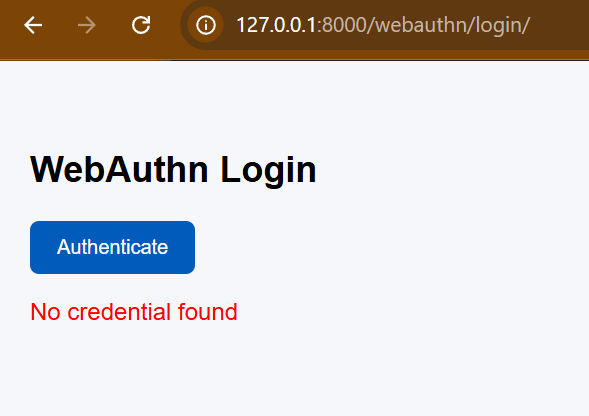 127.0.0.1:8000/webauthn/login/
WebAuthn Login
Authenticate
No credential found